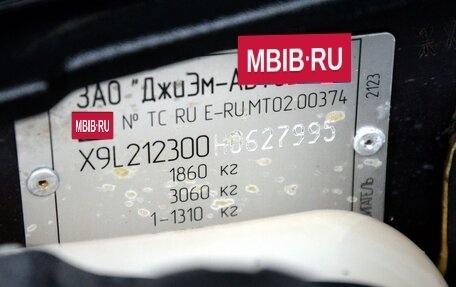 MBIB.RU
ЗАО "ДжиЭм-АВТОВАЗ"
MBIB.RU № ТС RU E-RU.MT02.00374
2123
X9L212300H0627995
1860 кг
3060 кг
1-1310 кг